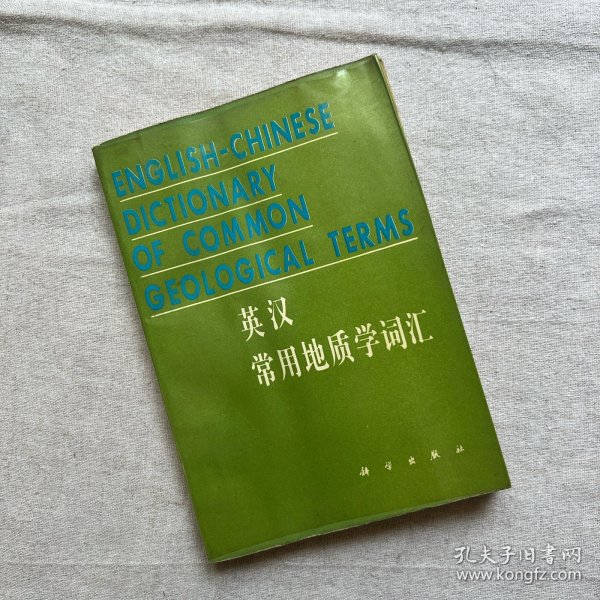 ENGLISH-CHINESE
DICTIONARY
OF COMMON
GEOLOGICAL TERMS
英汉
常用地质学词汇
科学出版社
孔夫子旧书网
www.kongfz.com